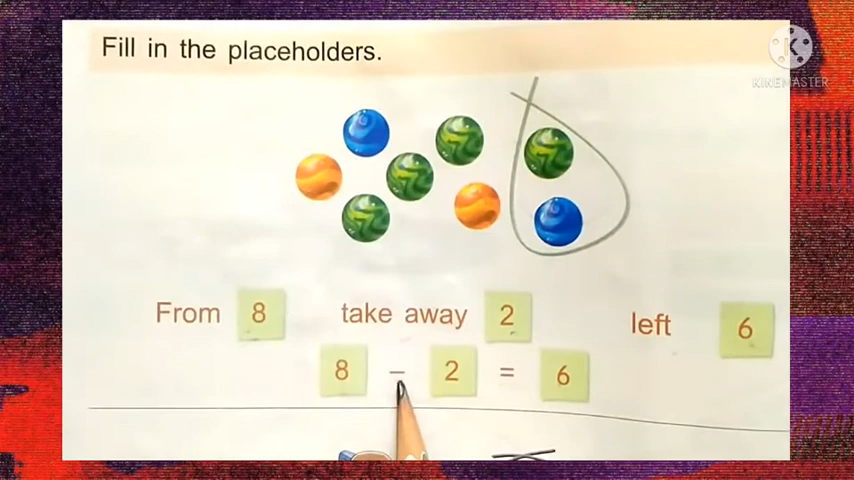 Fill in the placeholders.
K
KINEMASTER
From 8 take away 2 left 6
8 - 2 = 6